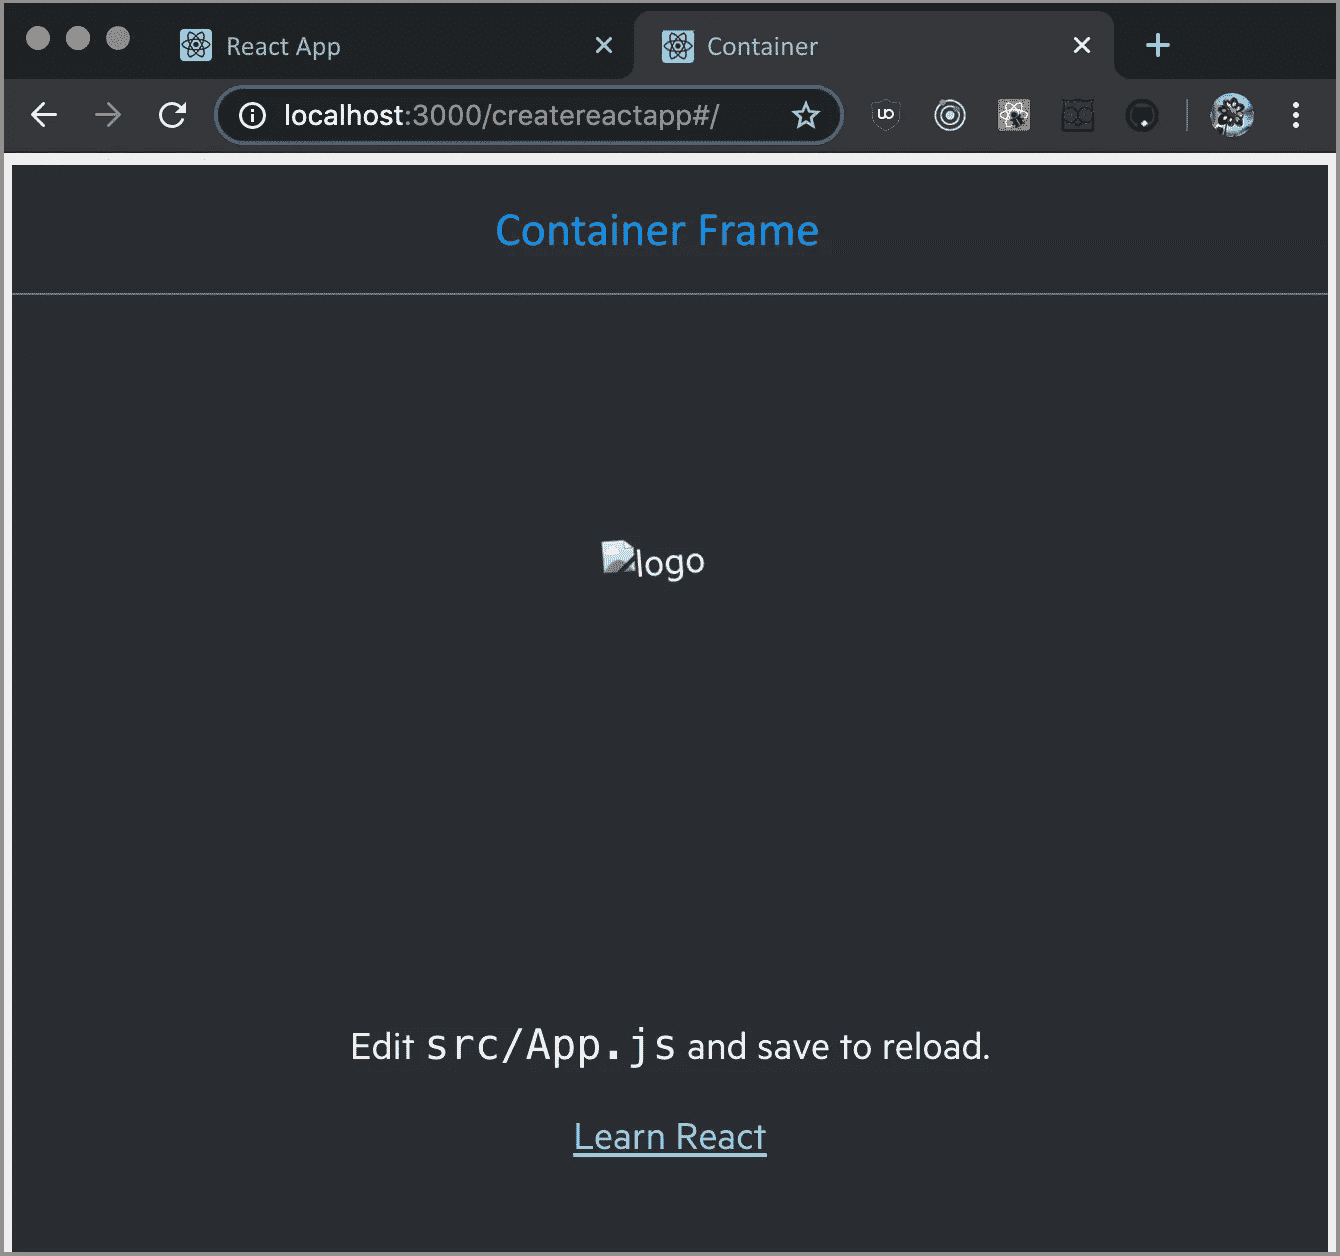 React App
Container
localhost:3000/createreactapp#/
Container Frame
logo
Edit src/App.js and save to reload.
Learn React